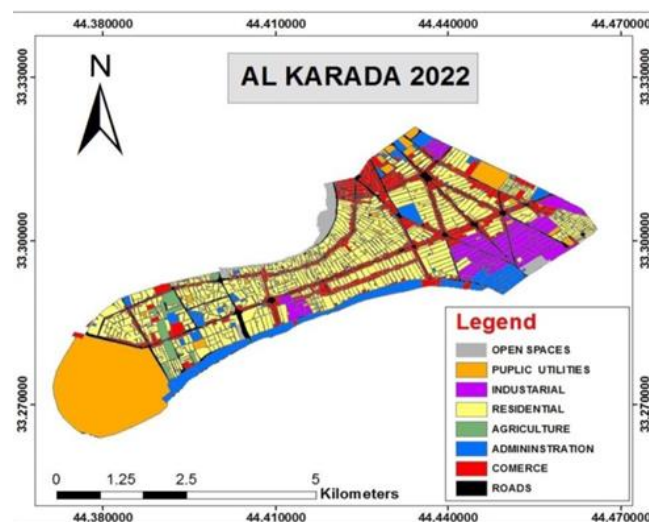 44.380000 44.410000 44.440000 44.470000
33.330000 33.330000
N
AL KARADA 2022
33.300000 33.300000
Legend
OPEN SPACES
PUPLIC UTILITIES
INDUSTARIAL
RESIDENTIAL
AGRICULTURE
ADMININSTRATION
COMERCE
ROADS
33.270000 33.270000
0 1.25 2.5 5
Kilometers
44.380000 44.410000 44.440000 44.470000